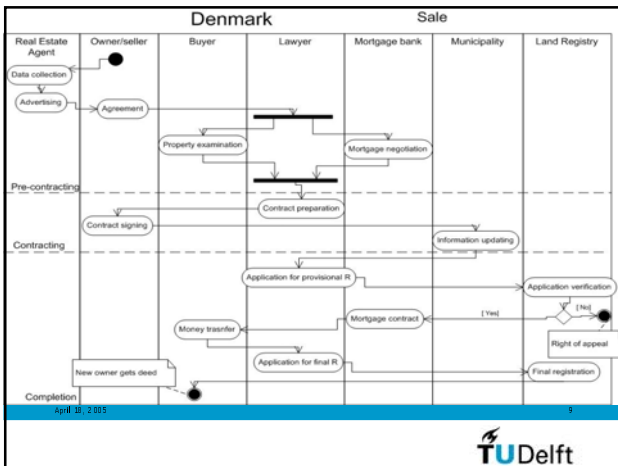 Denmark Sale
Real Estate Agent
Owner/seller
Buyer
Lawyer
Mortgage bank
Municipality
Land Registry
Data collection
Advertising
Agreement
Property examination
Mortgage negotiation
Pre-contracting
Contract preparation
Contract signing
Information updating
Contracting
Application for provisional R
Application verification
[ No]
[ Yes]
Mortgage contract
Money trasnfer
Right of appeal
Application for final R
Final registration
New owner gets deed
Completion
April 18, 2005
9
TUDelft